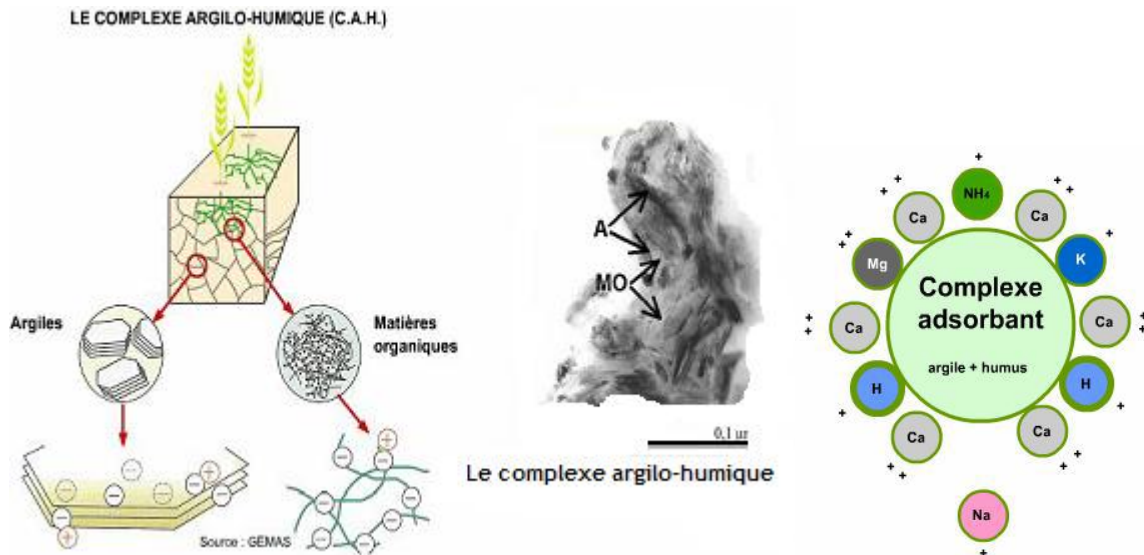 LE COMPLEXE ARGILO-HUMIQUE (C.A.H.)
Argiles
Matières
organiques
Source : GEMAS
A
MO
Le complexe argilo-humique
NH₄
+
Ca
++
Ca
++
Mg
++
K
+
Complexe
adsorbant
argile + humus
Ca
++
Ca
++
H
+
H
+
Ca
++
Ca
++
Na
+